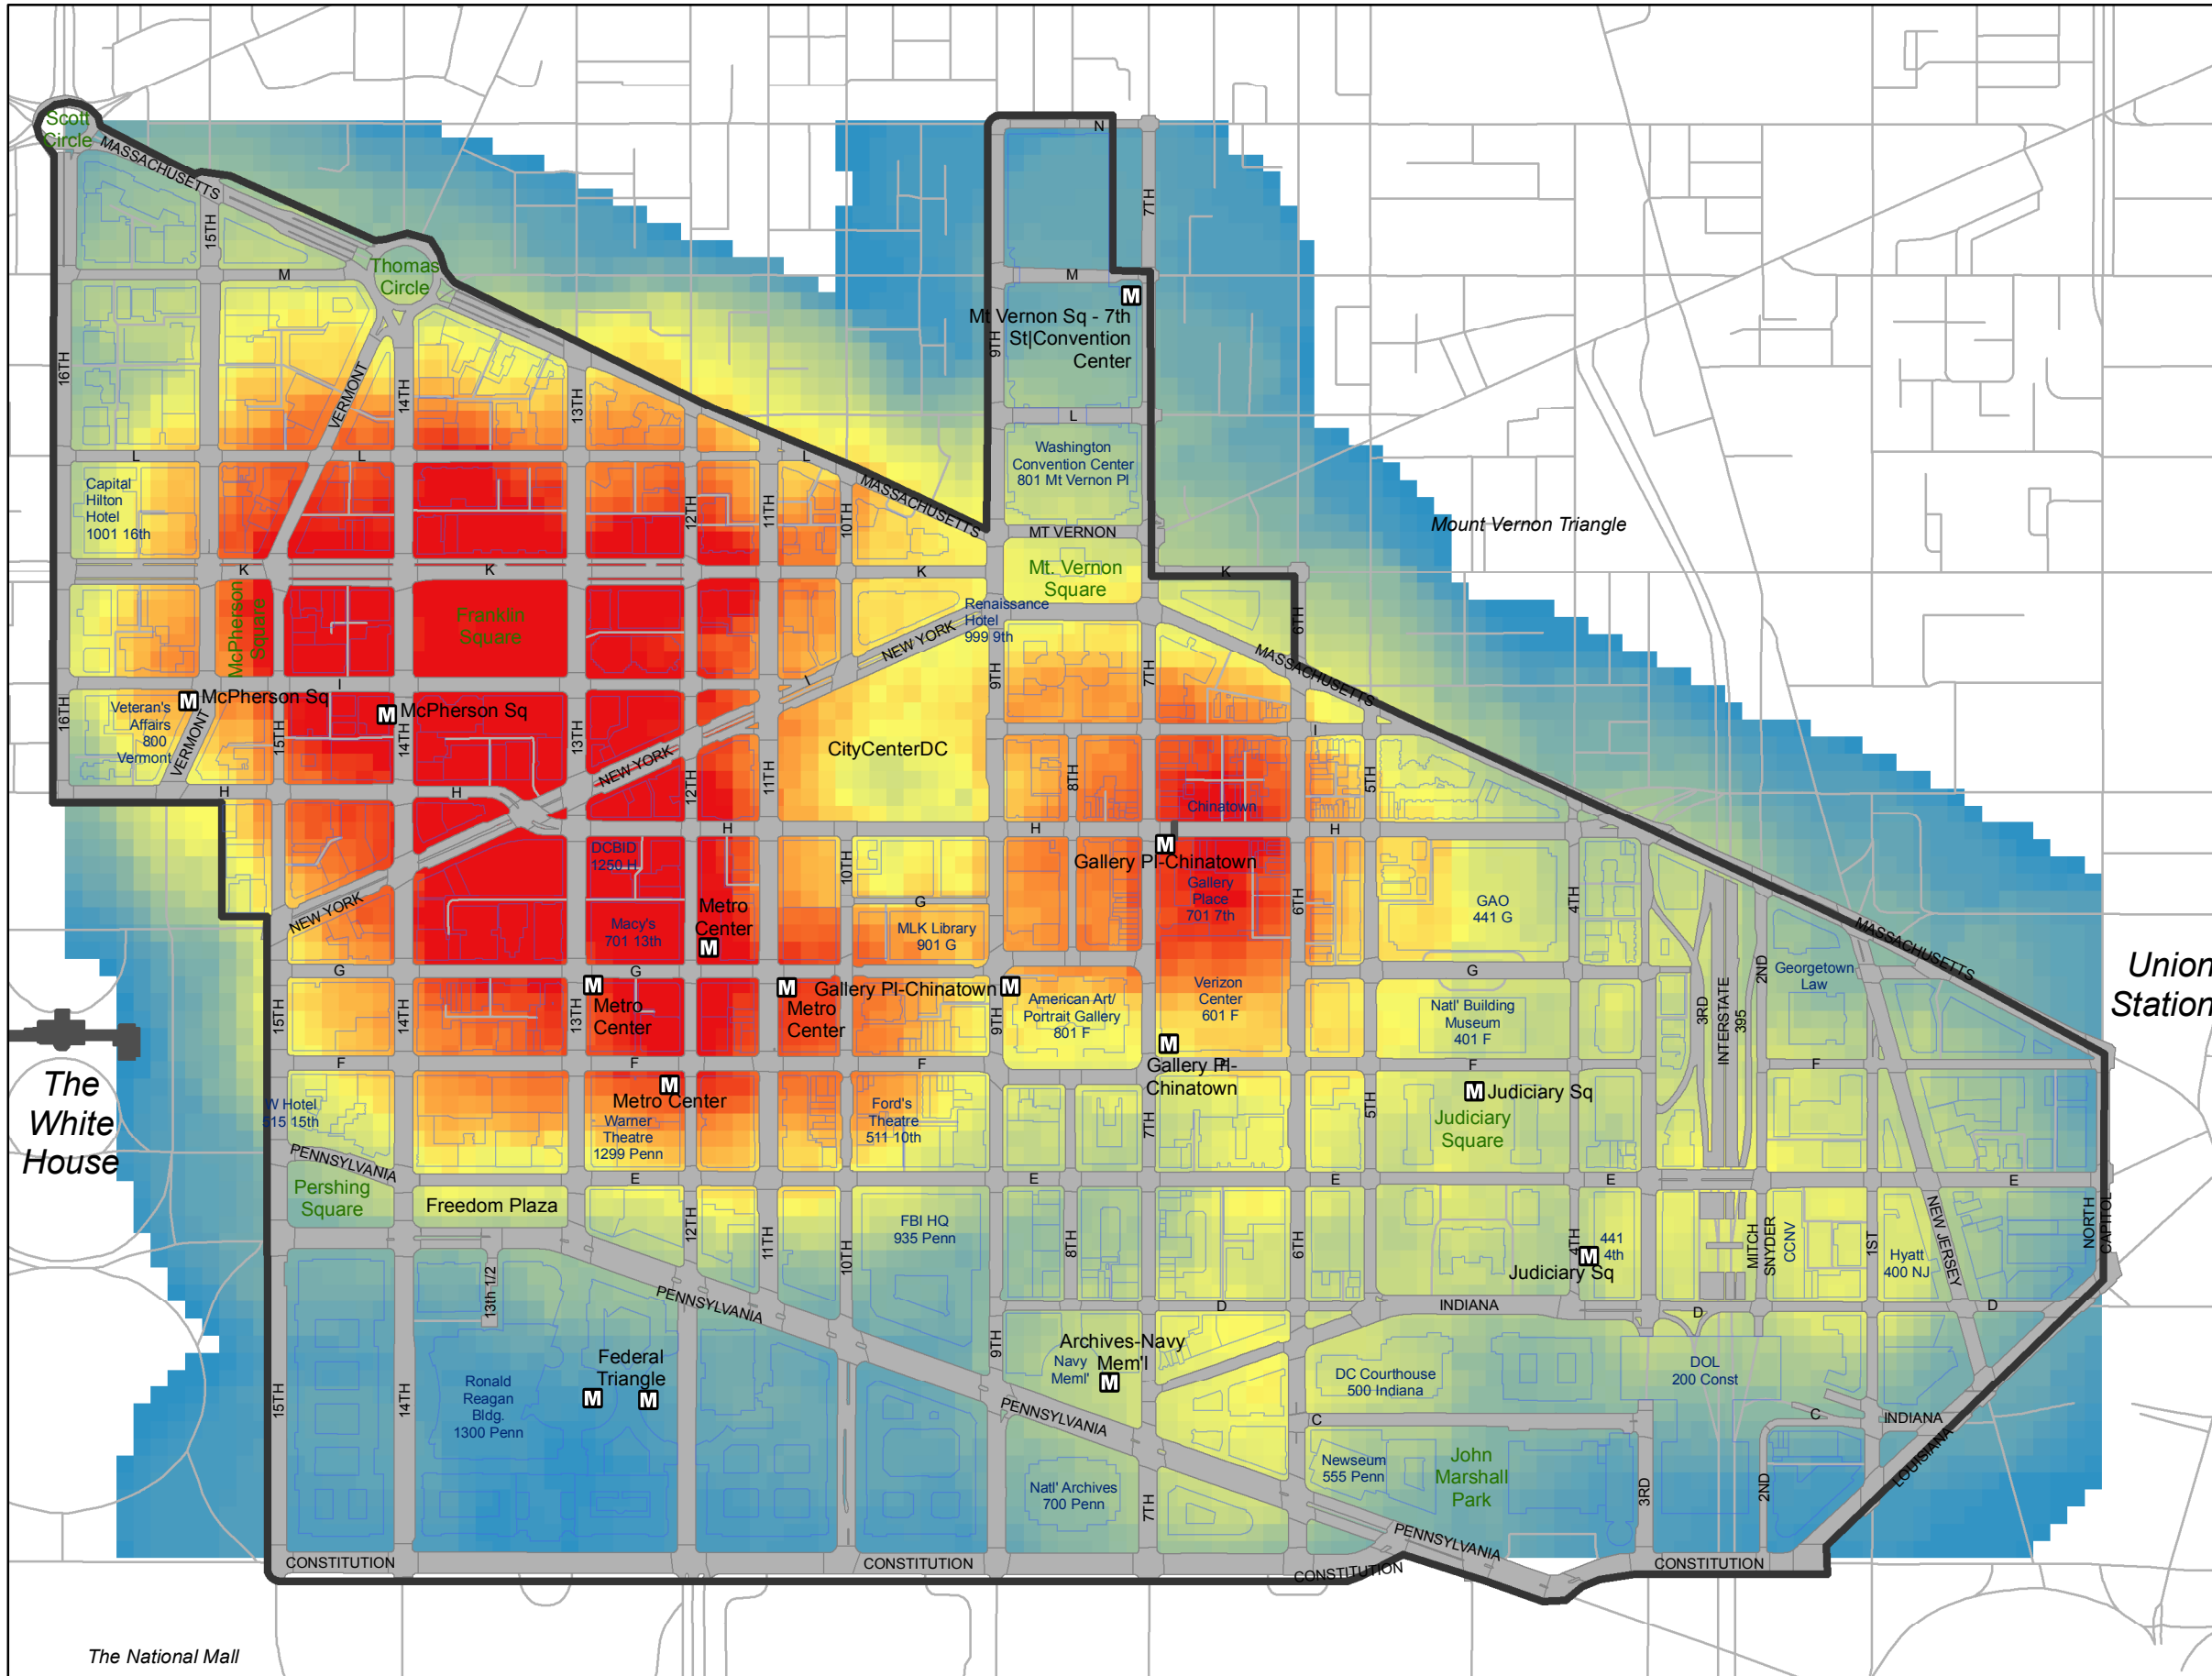 Scott
Circle
MASSACHUSETTS
N
15TH
7TH
Thomas
Circle
M
M
Mt Vernon Sq - 7th
St|Convention
Center
9TH
16TH
VERMONT
14TH
13TH
L
L
L
L
Washington
Convention Center
801 Mt Vernon Pl
Capital
Hilton
Hotel
1001 16th
12TH
11TH
10TH
MASSACHUSETTS
MT VERNON
Mount Vernon Triangle
K
K
K
K
Mt. Vernon
Square
McPherson
Square
Franklin
Square
Renaissance
Hotel
999 9th
NEW YORK
6TH
MASSACHUSETTS
I
I
I
9TH
7TH
16TH
McPherson Sq
McPherson Sq
Veteran's
Affairs
800
Vermont
VERMONT
15TH
14TH
13TH
NEW YORK
12TH
11TH
CityCenterDC
8TH
5TH
Chinatown
H
H
H
H
H
DCBID
1250 H
10TH
Gallery Pl-Chinatown
Gallery
Place
701 7th
6TH
GAO
441 G
4TH
NEW YORK
Macy's
701 13th
Metro
Center
G
MLK Library
901 G
MASSACHUSETTS
Union
Station
G
G
G
Metro
Center
Metro
Center
Gallery Pl-Chinatown
American Art/
Portrait Gallery
801 F
Verizon
Center
601 F
Natl' Building
Museum
401 F
Georgetown
Law
2ND
3RD
INTERSTATE
395
15TH
14TH
13TH
9TH
F
F
F
F
The
White
House
W Hotel
515 15th
Metro Center
Warner
Theatre
1299 Penn
Ford's
Theatre
511 10th
Gallery Pl-
Chinatown
7TH
5TH
Judiciary Sq
Judiciary
Square
PENNSYLVANIA
E
E
E
E
E
Pershing
Square
Freedom Plaza
12TH
11TH
10TH
FBI HQ
935 Penn
8TH
6TH
4TH
441
4th
Judiciary Sq
MITCH
SNYDER
CCNV
1ST
Hyatt
400 NJ
NEW JERSEY
NORTH
CAPITOL
13th 1/2
PENNSYLVANIA
D
INDIANA
D
D
Federal
Triangle
9TH
Archives-Navy
Mem'l
Navy
Meml'
DC Courthouse
500 Indiana
DOL
200 Const
15TH
14TH
Ronald
Reagan
Bldg.
1300 Penn
PENNSYLVANIA
C
C
INDIANA
LOUISIANA
Newseum
555 Penn
John
Marshall
Park
Natl' Archives
700 Penn
7TH
3RD
2ND
PENNSYLVANIA
CONSTITUTION
CONSTITUTION
CONSTITUTION
CONSTITUTION
The National Mall